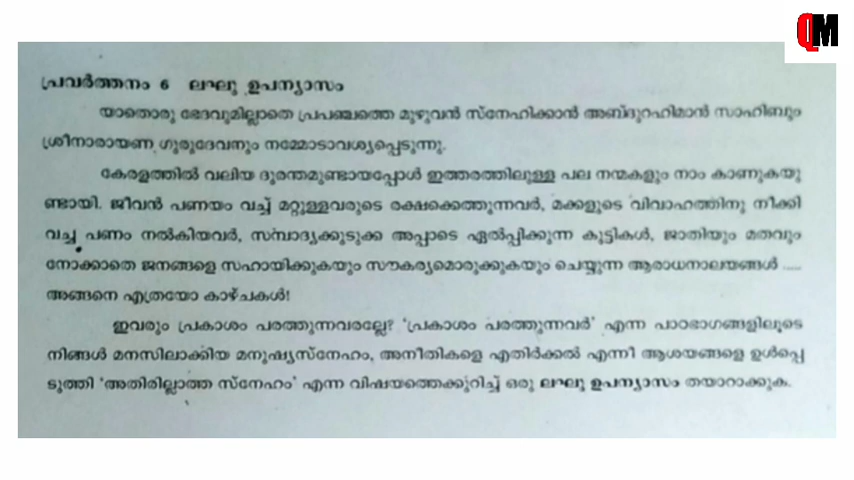 QM
പ്രവർത്തനം 6 ലഘു ഉപന്യാസം
യാതൊരു ഭേദവുമില്ലാതെ പ്രപഞ്ചത്തെ മുഴുവൻ സ്നേഹിക്കാൻ അബ്ദുറഹിമാൻ സാഹിബും
ശ്രീനാരായണ ഗുരുദേവനും നമ്മോടാവശ്യപ്പെടുന്നു.
കേരളത്തിൽ വലിയ ദുരന്തമുണ്ടായപ്പോൾ ഇത്തരത്തിലുള്ള പല നന്മകളും നാം കാണുകയു
ണ്ടായി. ജീവൻ പണയം വച്ച് മറ്റുള്ളവരുടെ രക്ഷക്കെത്തുന്നവർ, മക്കളുടെ വിവാഹത്തിനു നീക്കി
വച്ച പണം നൽകിയവർ, സമ്പാദ്യക്കുടുക്ക അപ്പാടെ ഏൽപ്പിക്കുന്ന കുട്ടികൾ, ജാതിയും മതവും
നോക്കാതെ ജനങ്ങളെ സഹായിക്കുകയും സൗകര്യമൊരുക്കുകയും ചെയ്യുന്ന ആരാധനാലയങ്ങൾ .....
അങ്ങനെ എത്രയോ കാഴ്ചകൾ!
ഇവരും പ്രകാശം പരത്തുന്നവരല്ലേ? 'പ്രകാശം പരത്തുന്നവർ' എന്ന പാഠഭാഗങ്ങളിലൂടെ
നിങ്ങൾ മനസിലാക്കിയ മനുഷ്യസ്നേഹം, അനീതികളെ എതിർക്കൽ എന്നീ ആശയങ്ങളെ ഉൾപ്പെ
ടുത്തി 'അതിരില്ലാത്ത സ്നേഹം' എന്ന വിഷയത്തെക്കുറിച്ച് ഒരു ലഘു ഉപന്യാസം തയാറാക്കുക.